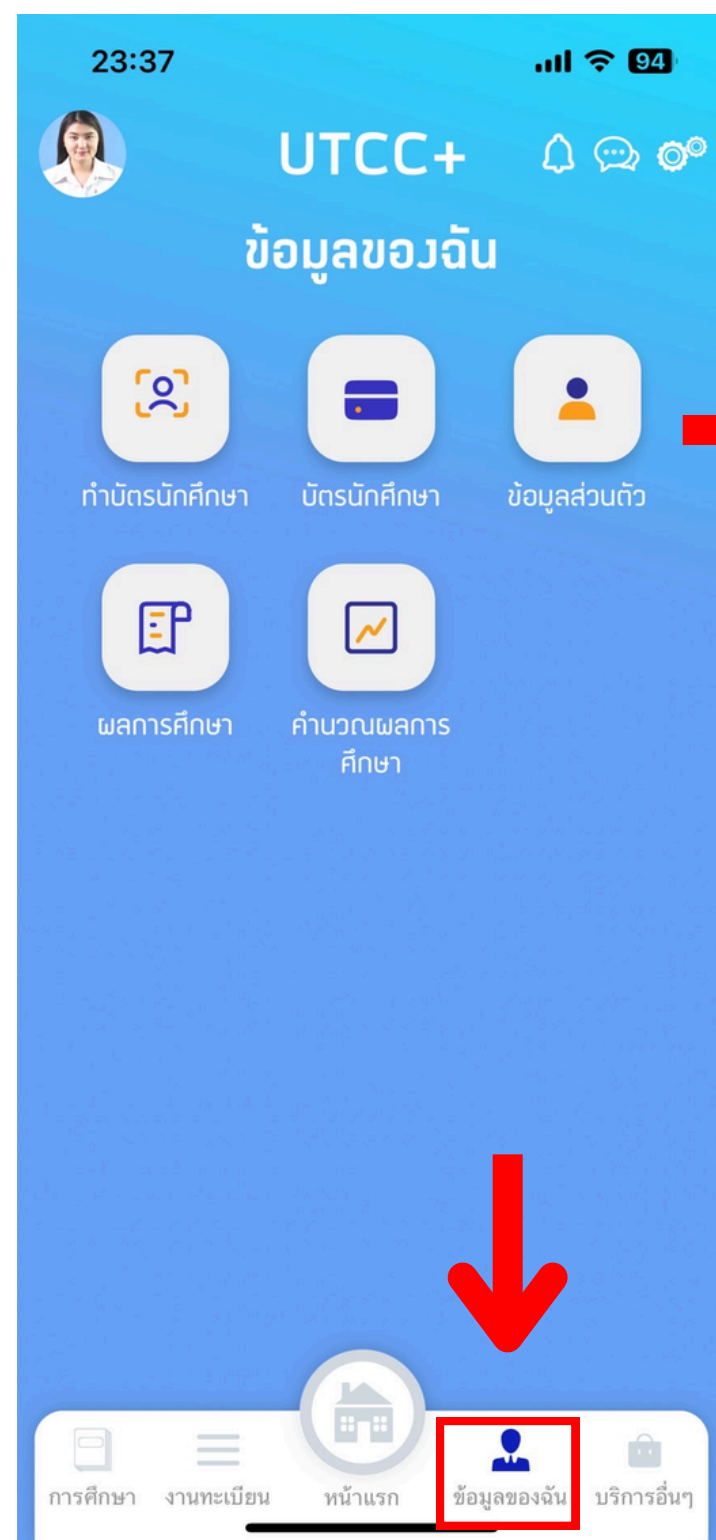 23:37
94
UTCC+
ข้อมูลของฉัน
ทำบัตรนักศึกษา บัตรนักศึกษา ข้อมูลส่วนตัว
ผลการศึกษา คำนวณผลการ
ศึกษา
การศึกษา งานทะเบียน หน้าแรก ข้อมูลของฉัน บริการอื่นๆ